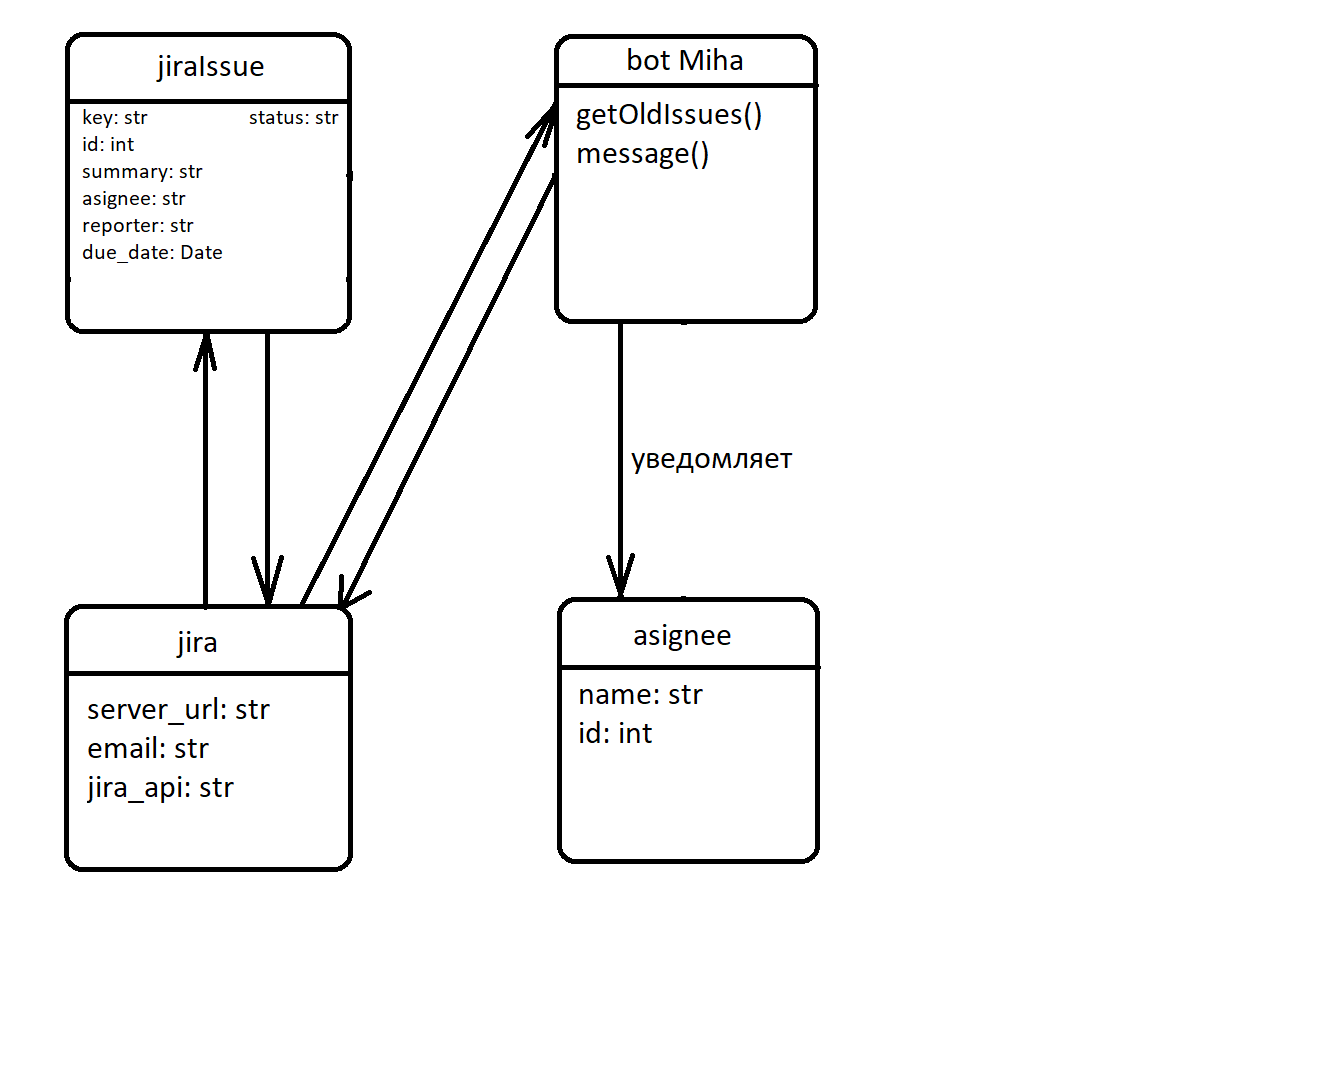 jiraIssue
key: str
status: str
id: int
summary: str
asignee: str
reporter: str
due_date: Date
bot Miha
getOldIssues()
message()
уведомляет
jira
server_url: str
email: str
jira_api: str
asignee
name: str
id: int